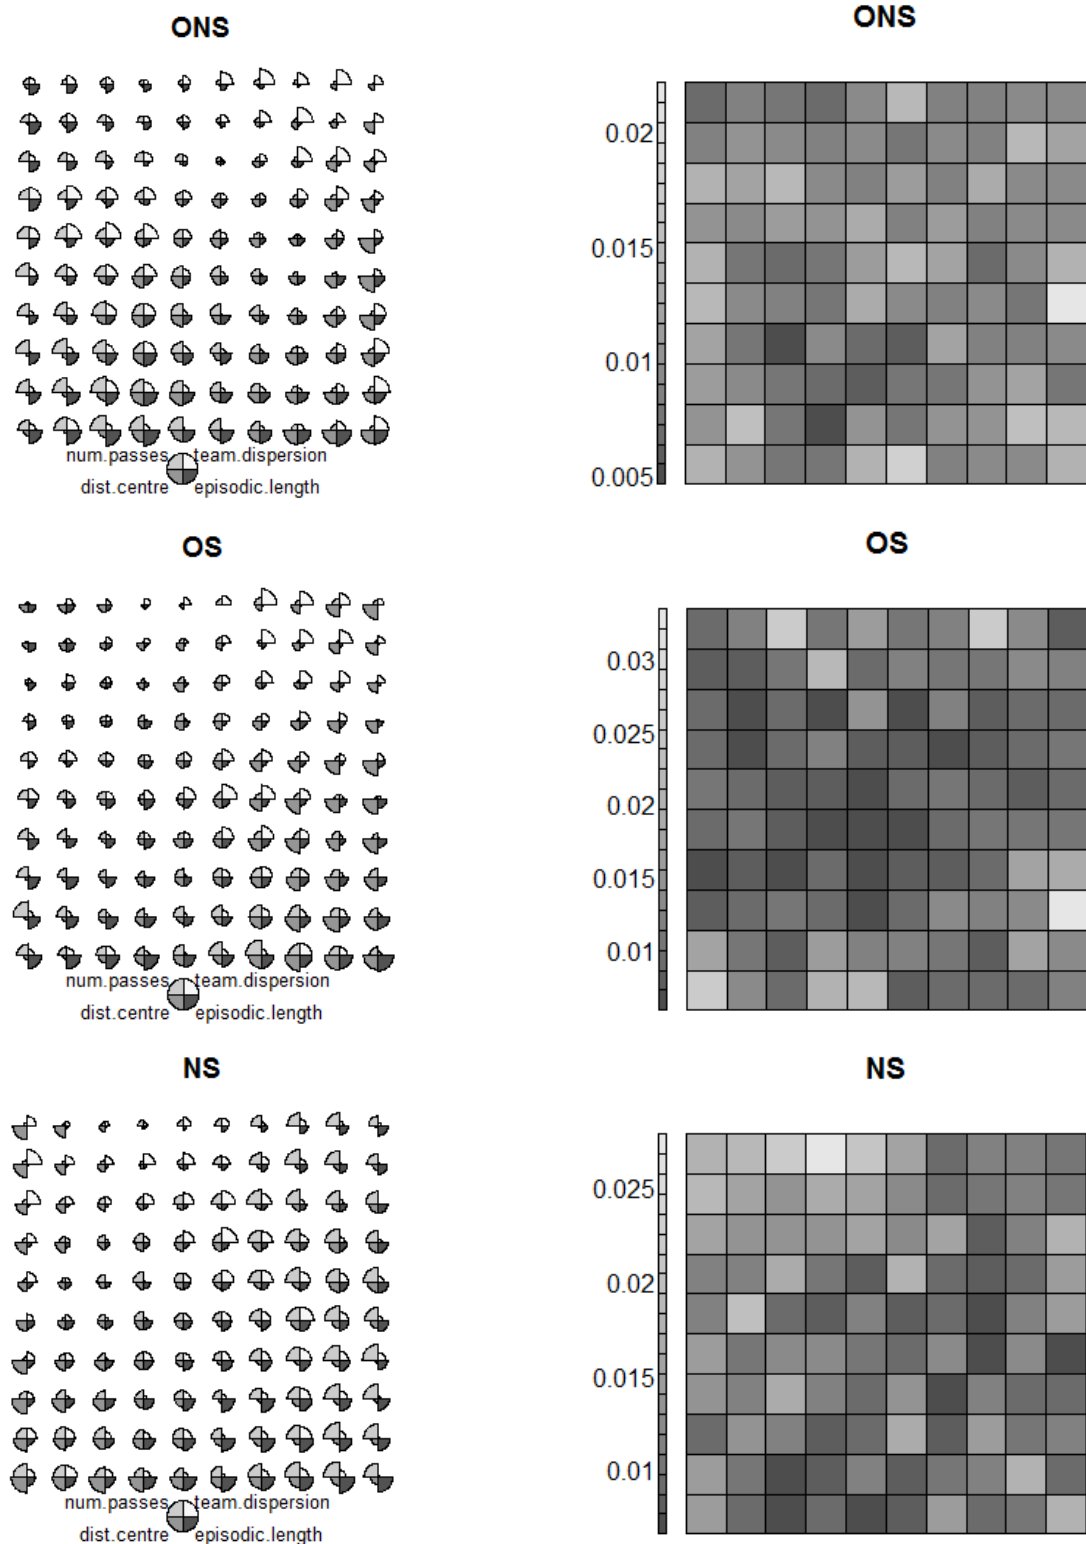 ONS
num.passes team.dispersion
dist.centre episodic.length
ONS
0.02
0.015
0.01
0.005
OS
num.passes team.dispersion
dist.centre episodic.length
OS
0.03
0.025
0.02
0.015
0.01
NS
num.passes team.dispersion
dist.centre episodic.length
NS
0.025
0.02
0.015
0.01